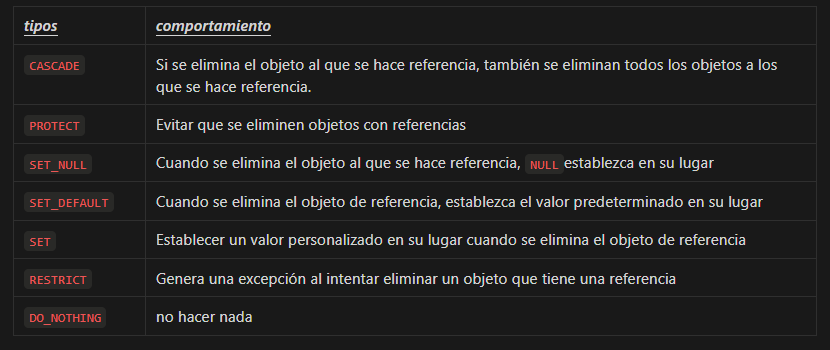 tipos comportamiento
CASCADE Si se elimina el objeto al que se hace referencia, también se eliminan todos los objetos a los
que se hace referencia.
PROTECT Evitar que se eliminen objetos con referencias
SET_NULL Cuando se elimina el objeto al que se hace referencia, NULL establezca en su lugar
SET_DEFAULT Cuando se elimina el objeto de referencia, establezca el valor predeterminado en su lugar
SET Establecer un valor personalizado en su lugar cuando se elimina el objeto de referencia
RESTRICT Genera una excepción al intentar eliminar un objeto que tiene una referencia
DO_NOTHING no hacer nada